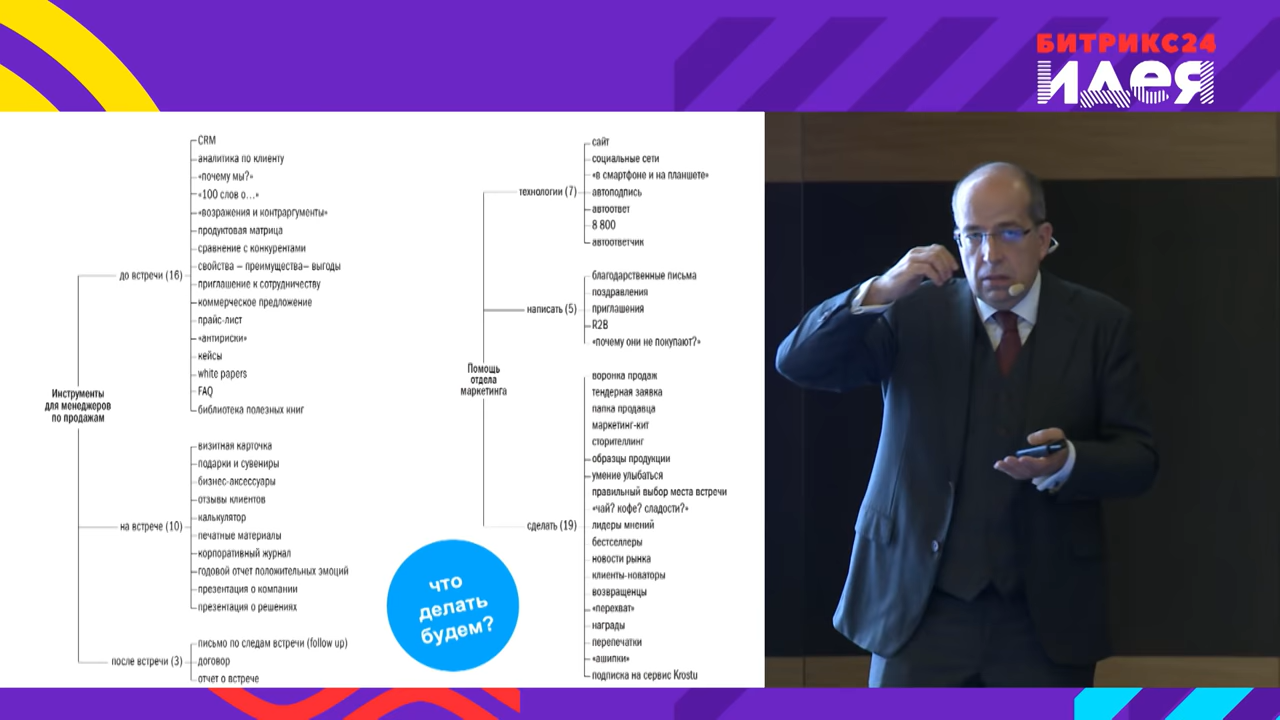 БИТРИКС24
идея
CRM
аналитика по клиенту
«почему мы?»
«100 слов о…»
«возражения и контраргументы»
продуктовая матрица
сравнение с конкурентами
свойства – преимущества– выгоды
до встречи (16)
приглашение к сотрудничеству
коммерческое предложение
прайс-лист
«антириски»
кейсы
white papers
FAQ
библиотека полезных книг
Инструменты
для менеджеров
по продажам
визитная карточка
подарки и сувениры
бизнес-аксессуары
отзывы клиентов
калькулятор
на встрече (10)
печатные материалы
корпоративный журнал
годовой отчет положительных эмоций
презентация о компании
презентация о решениях
письмо по следам встречи (follow up)
после встречи (3)
договор
отчет о встрече
сайт
социальные сети
«в смартфоне и на планшете»
технологии (7)
автоподпись
автоответ
8 800
автоответчик
благодарственные письма
поздравления
написать (5)
приглашения
R2B
«почему они не покупают?»
Помощь
отдела
маркетинга
воронка продаж
тендерная заявка
папка продавца
маркетинг-кит
сторителлинг
образцы продукции
умение улыбаться
правильный выбор места встречи
«чай? кофе? сладости?»
сделать (19)
лидеры мнений
бестселлеры
новости рынка
клиенты-новаторы
возвращенцы
«перехват»
награды
перепечатки
«ашипки»
подписка на сервис Krostu
что
делать
будем?